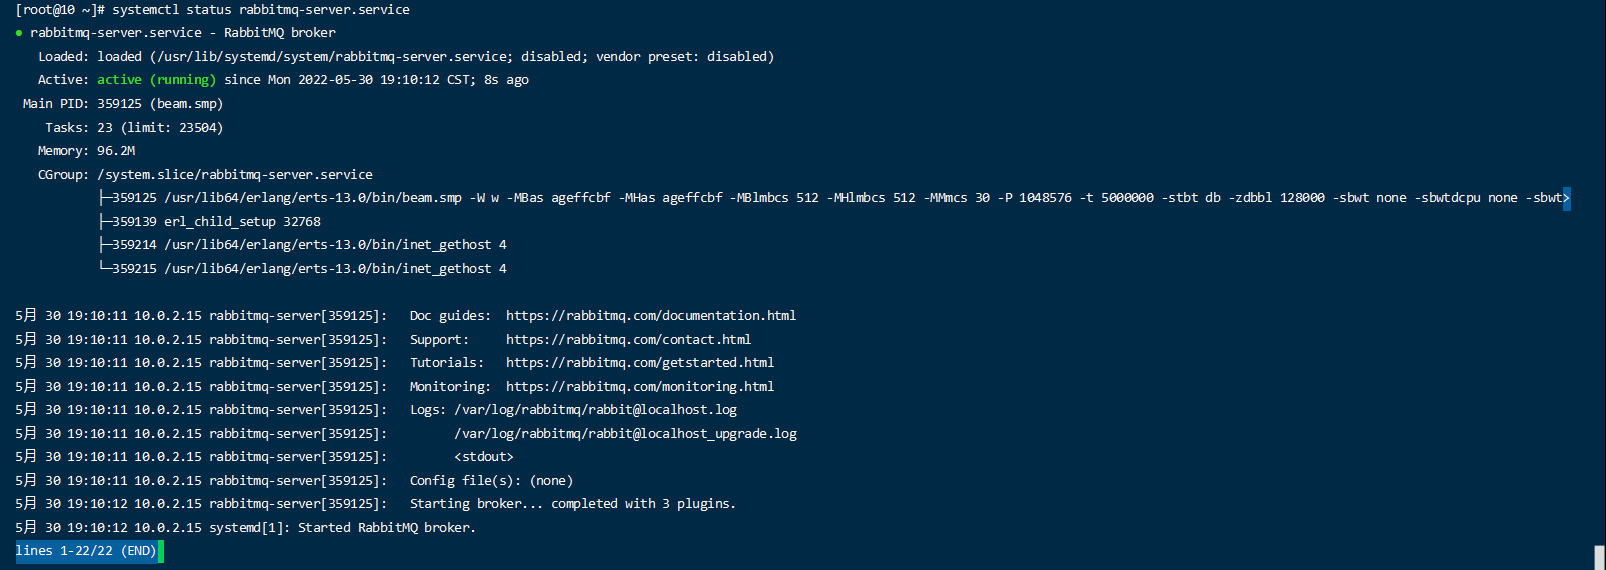 [root@10 ~]# systemctl status rabbitmq-server.service
● rabbitmq-server.service - RabbitMQ broker
   Loaded: loaded (/usr/lib/systemd/system/rabbitmq-server.service; disabled; vendor preset: disabled)
   Active: active (running) since Mon 2022-05-30 19:10:12 CST; 8s ago
 Main PID: 359125 (beam.smp)
    Tasks: 23 (limit: 23504)
   Memory: 96.2M
   CGroup: /system.slice/rabbitmq-server.service
           ├─359125 /usr/lib64/erlang/erts-13.0/bin/beam.smp -W w -MBas ageffcbf -MHas ageffcbf -MBlmbcs 512 -MHlmbcs 512 -MMmcs 30 -P 1048576 -t 5000000 -stbt db -zdbbl 128000 -sbwt none -sbwtdcpu none -sbwt>
           ├─359139 erl_child_setup 32768
           ├─359214 /usr/lib64/erlang/erts-13.0/bin/inet_gethost 4
           └─359215 /usr/lib64/erlang/erts-13.0/bin/inet_gethost 4

5月 30 19:10:11 10.0.2.15 rabbitmq-server[359125]:   Doc guides:  https://rabbitmq.com/documentation.html
5月 30 19:10:11 10.0.2.15 rabbitmq-server[359125]:   Support:     https://rabbitmq.com/contact.html
5月 30 19:10:11 10.0.2.15 rabbitmq-server[359125]:   Tutorials:   https://rabbitmq.com/getstarted.html
5月 30 19:10:11 10.0.2.15 rabbitmq-server[359125]:   Monitoring:  https://rabbitmq.com/monitoring.html
5月 30 19:10:11 10.0.2.15 rabbitmq-server[359125]:   Logs: /var/log/rabbitmq/rabbit@localhost.log
5月 30 19:10:11 10.0.2.15 rabbitmq-server[359125]:         /var/log/rabbitmq/rabbit@localhost_upgrade.log
5月 30 19:10:11 10.0.2.15 rabbitmq-server[359125]:         <stdout>
5月 30 19:10:11 10.0.2.15 rabbitmq-server[359125]:   Config file(s): (none)
5月 30 19:10:12 10.0.2.15 rabbitmq-server[359125]:   Starting broker... completed with 3 plugins.
5月 30 19:10:12 10.0.2.15 systemd[1]: Started RabbitMQ broker.
lines 1-22/22 (END)